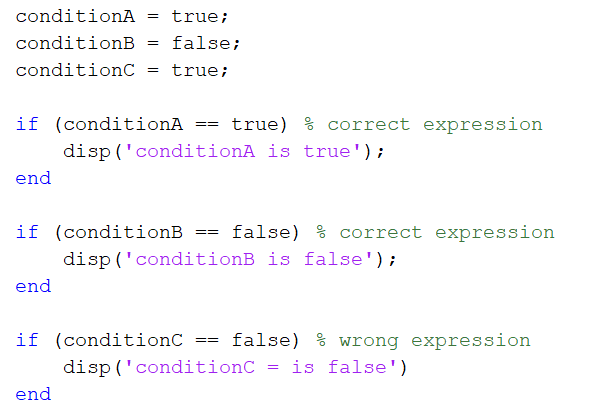 conditionA = true;
conditionB = false;
conditionC = true;

if (conditionA == true) % correct expression
    disp('conditionA is true');
end

if (conditionB == false) % correct expression
    disp('conditionB is false');
end

if (conditionC == false) % wrong expression
    disp('conditionC = is false')
end